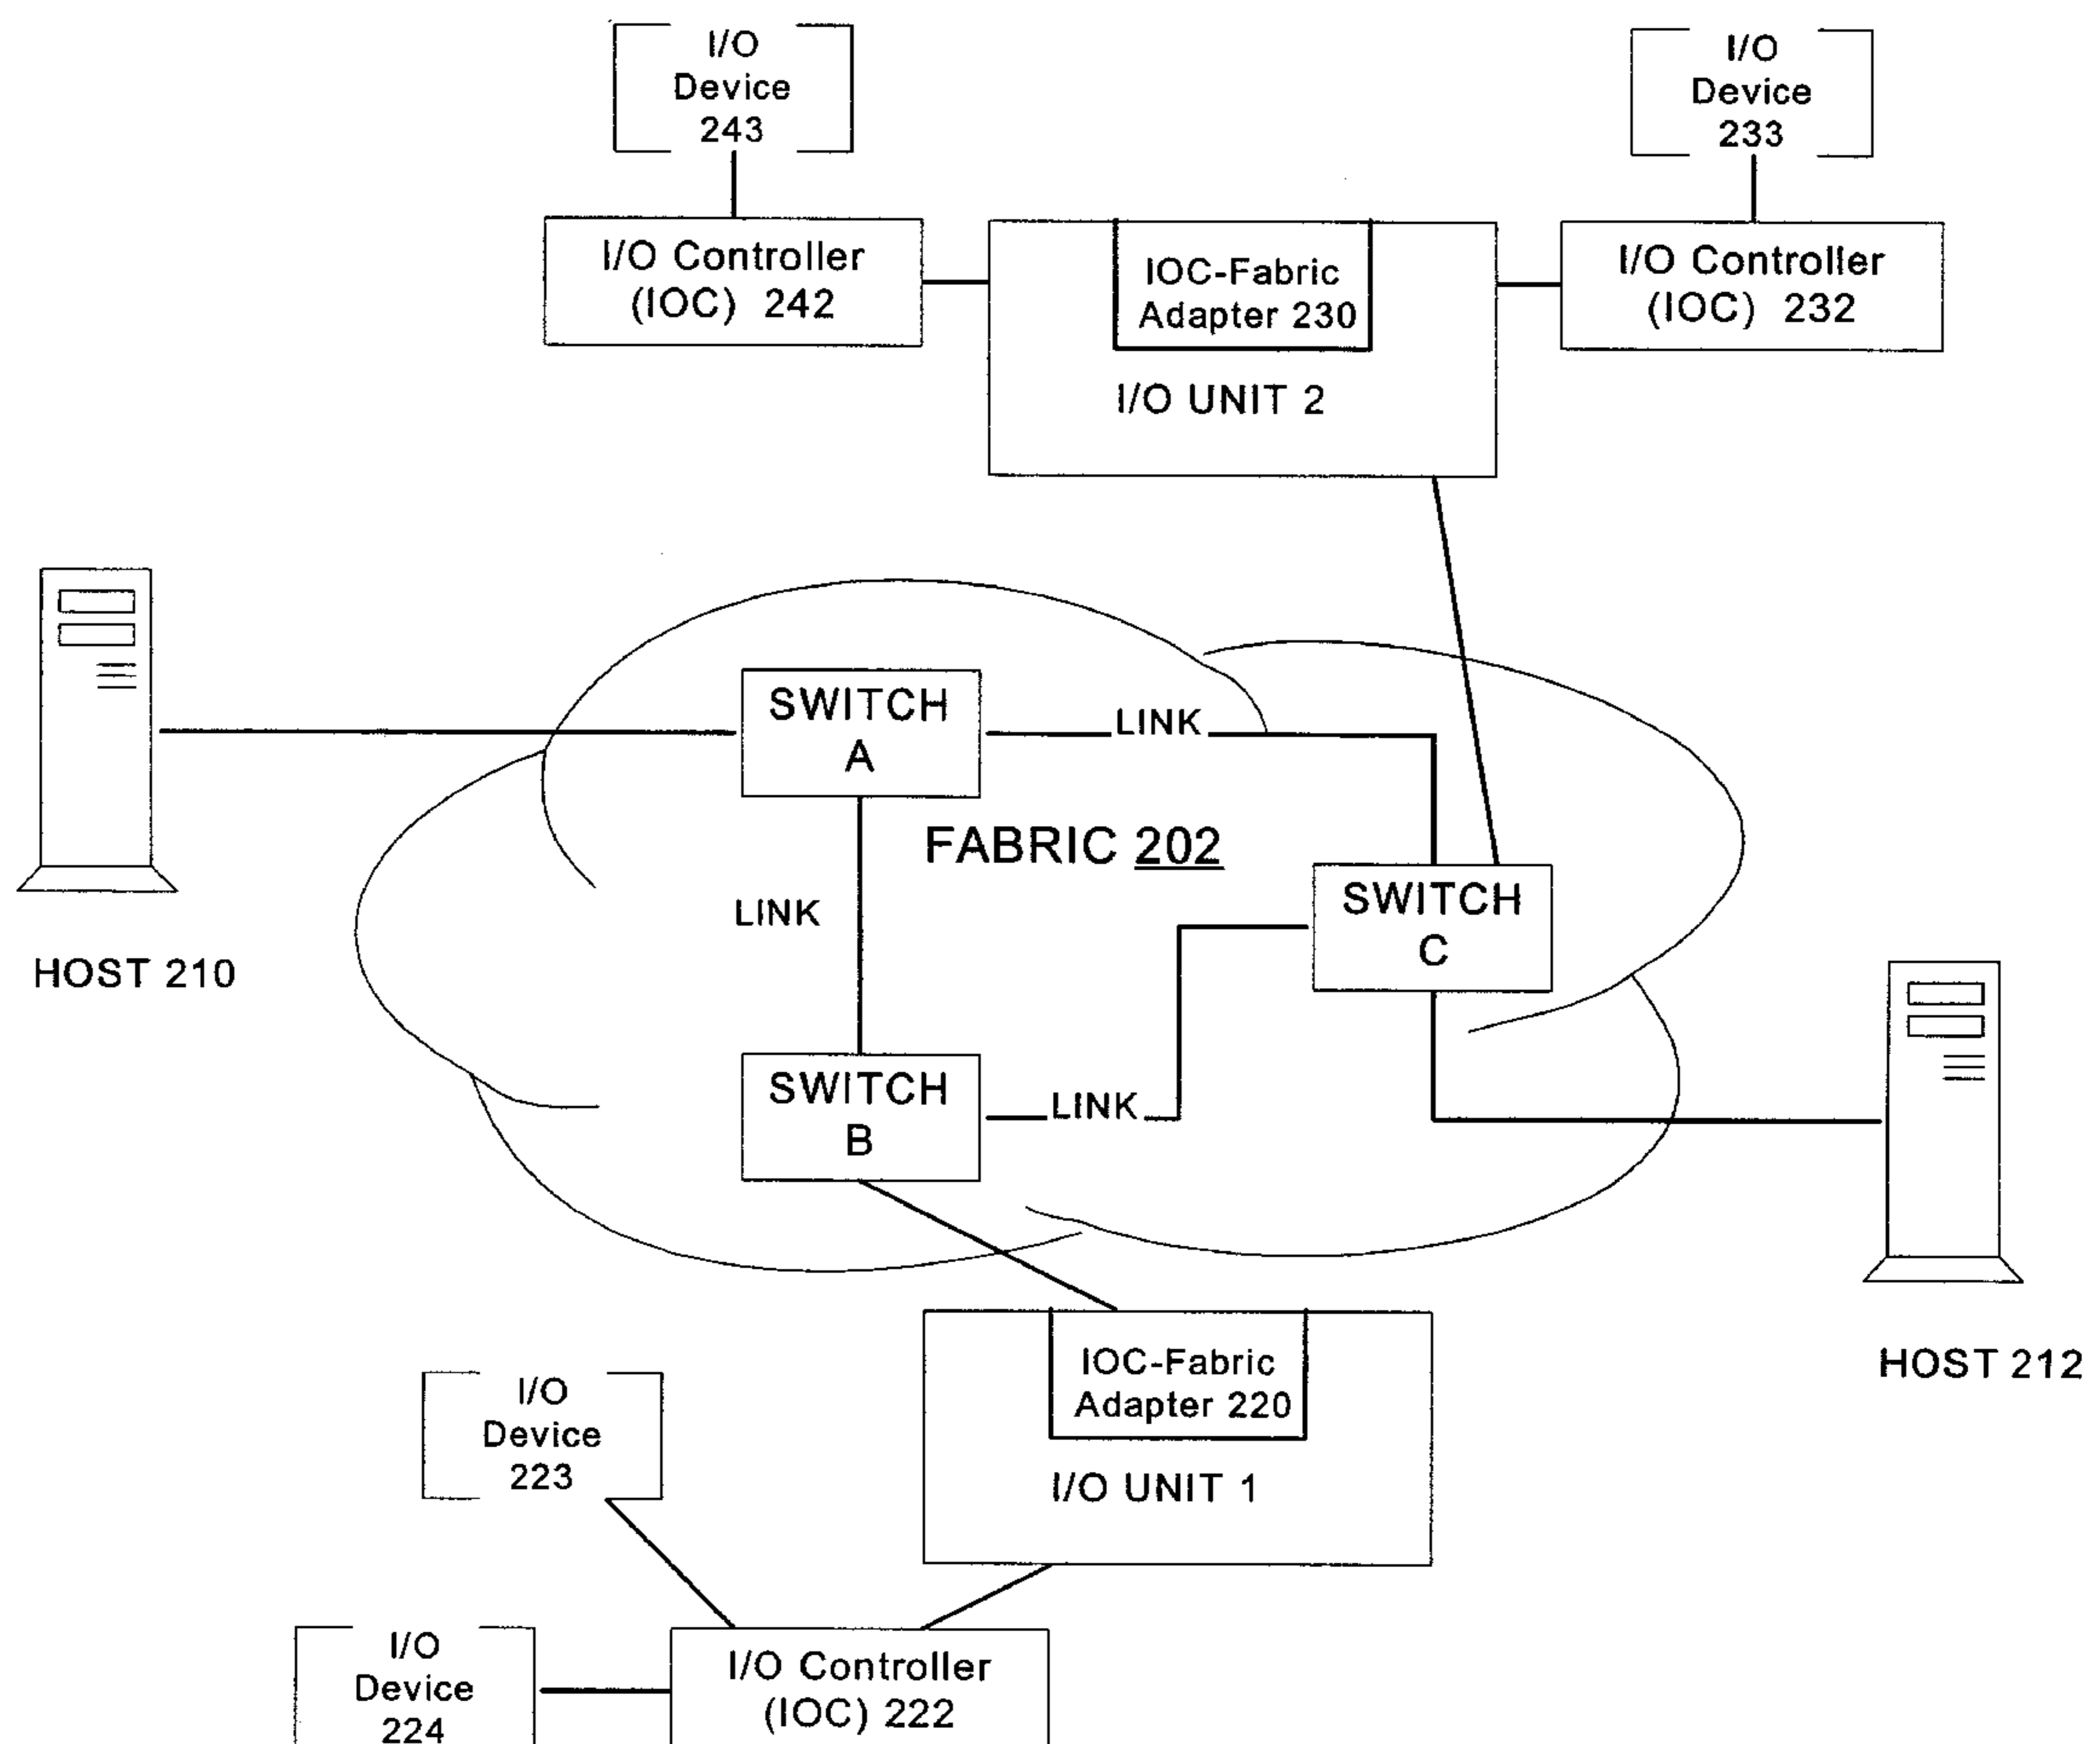 I/O
Device
243
I/O
Device
233
I/O Controller
(IOC) 242
IOC-Fabric
Adapter 230
I/O UNIT 2
I/O Controller
(IOC) 232
SWITCH
A
LINK
FABRIC 202
LINK
SWITCH
C
HOST 210
SWITCH
B
LINK
HOST 212
IOC-Fabric
Adapter 220
I/O UNIT 1
I/O
Device
223
I/O
Device
224
I/O Controller
(IOC) 222